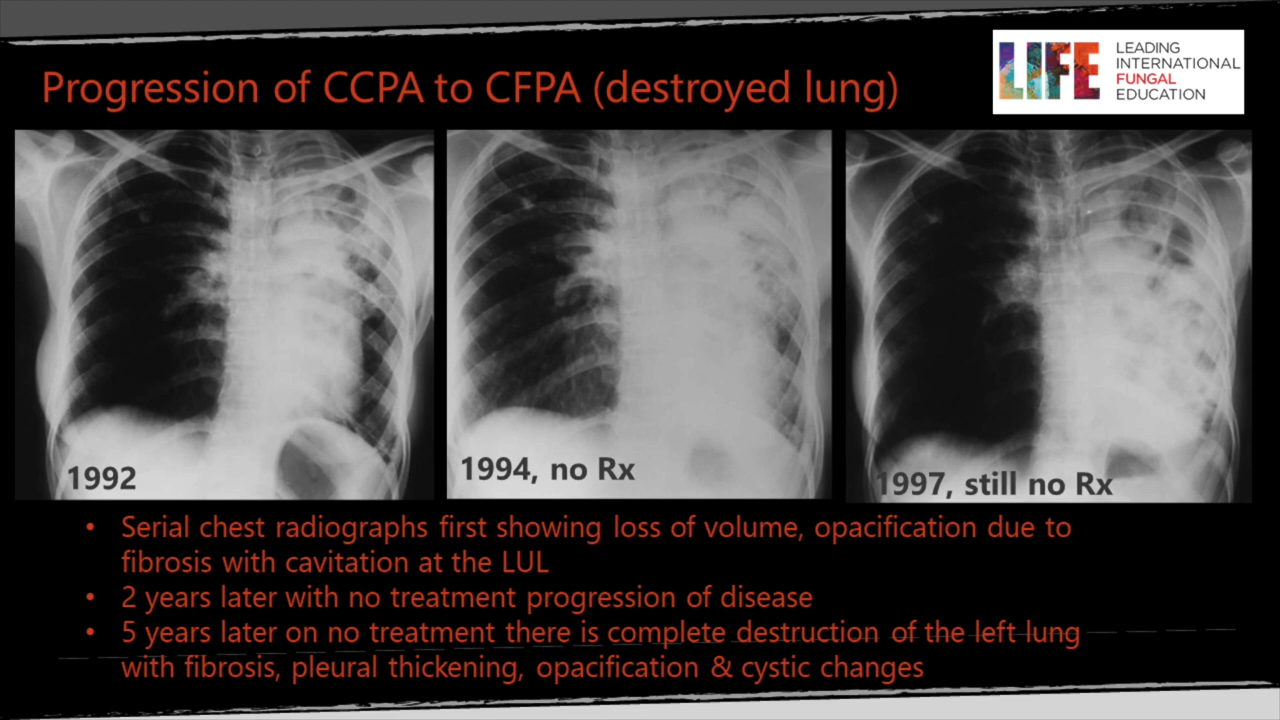 Progression of CCPA to CFPA (destroyed lung)
LIFE
LEADING
INTERNATIONAL
FUNGAL
EDUCATION
1992
1994, no Rx
1997, still no Rx
• Serial chest radiographs first showing loss of volume, opacification due to
fibrosis with cavitation at the LUL
• 2 years later with no treatment progression of disease
• 5 years later on no treatment there is complete destruction of the left lung
with fibrosis, pleural thickening, opacification & cystic changes